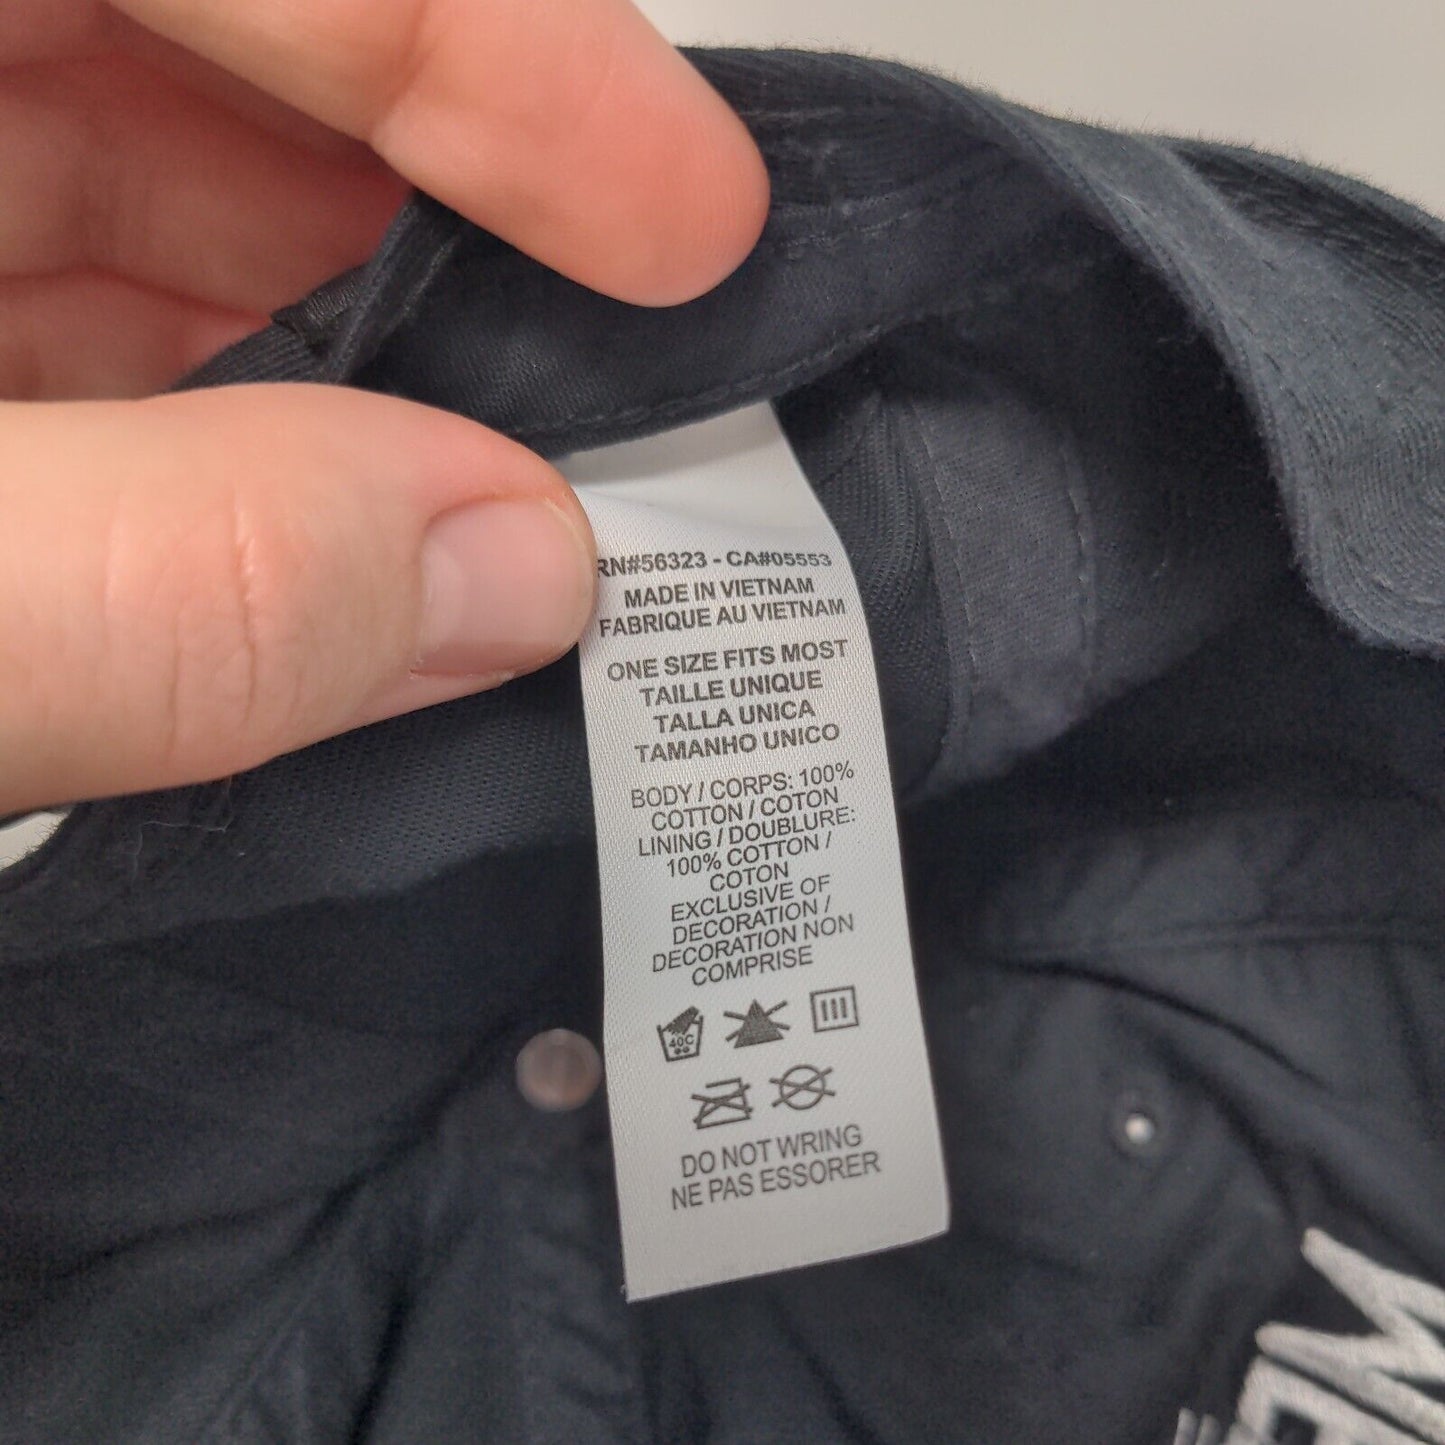 RN#56323 - CA#05553
MADE IN VIETNAM
FABRIQUE AU VIETNAM
ONE SIZE FITS MOST
TAILLE UNIQUE
TALLA UNICA
TAMANHO UNICO
BODY / CORPS: 100%
COTTON / COTON
LINING / DOUBLURE:
100% COTTON /
COTON
EXCLUSIVE OF
DECORATION /
DECORATION NON
COMPRISE
40C
DO NOT WRING
NE PAS ESSORER